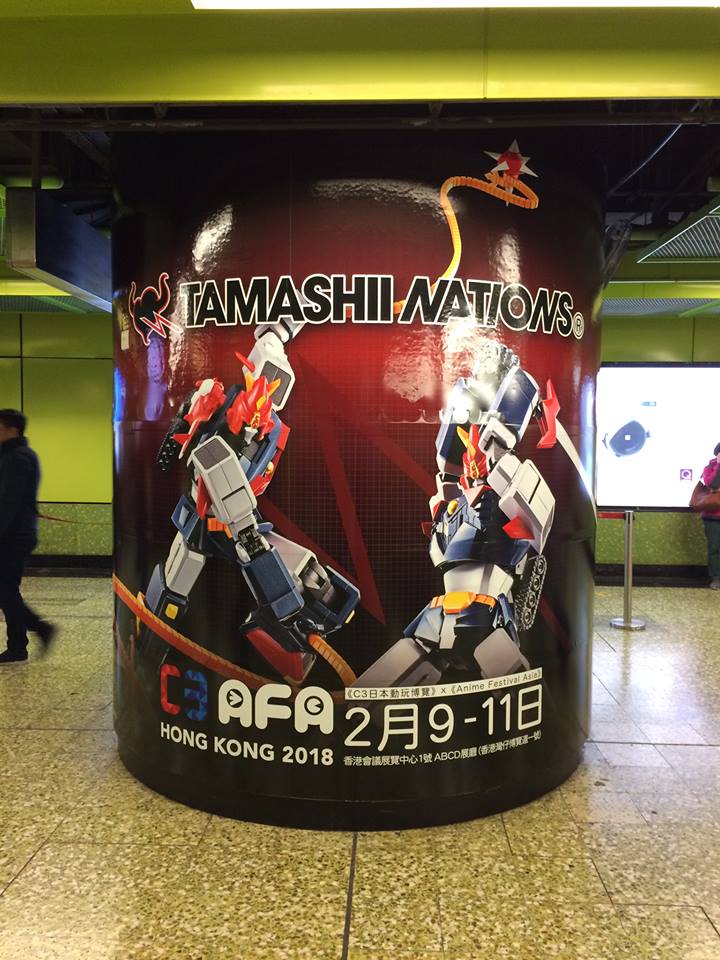 TAMASHII NATIONS®
C3 AFA
HONG KONG 2018
《C3日本動玩博覽》x《Anime Festival Asia》
2月9-11日
香港會議展覽中心1號 ABCD展廳 (香港灣仔博覽道一號)